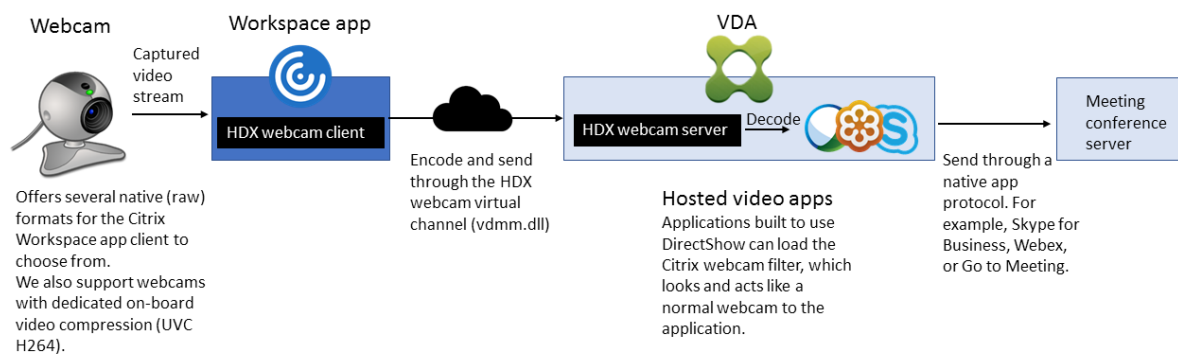 Webcam
Captured
video
stream
Offers several native (raw)
formats for the Citrix
Workspace app client to
choose from.
We also support webcams
with dedicated on-board
video compression (UVC
H264).
Workspace app
HDX webcam client
Encode and send
through the HDX
webcam virtual
channel (vdmm.dll)
VDA
HDX webcam server
Decode
S
Hosted video apps
Applications built to use
DirectShow can load the
Citrix webcam filter, which
looks and acts like a
normal webcam to the
application.
Send through a
native app
protocol. For
example, Skype for
Business, Webex,
or Go to Meeting.
Meeting
conference
server